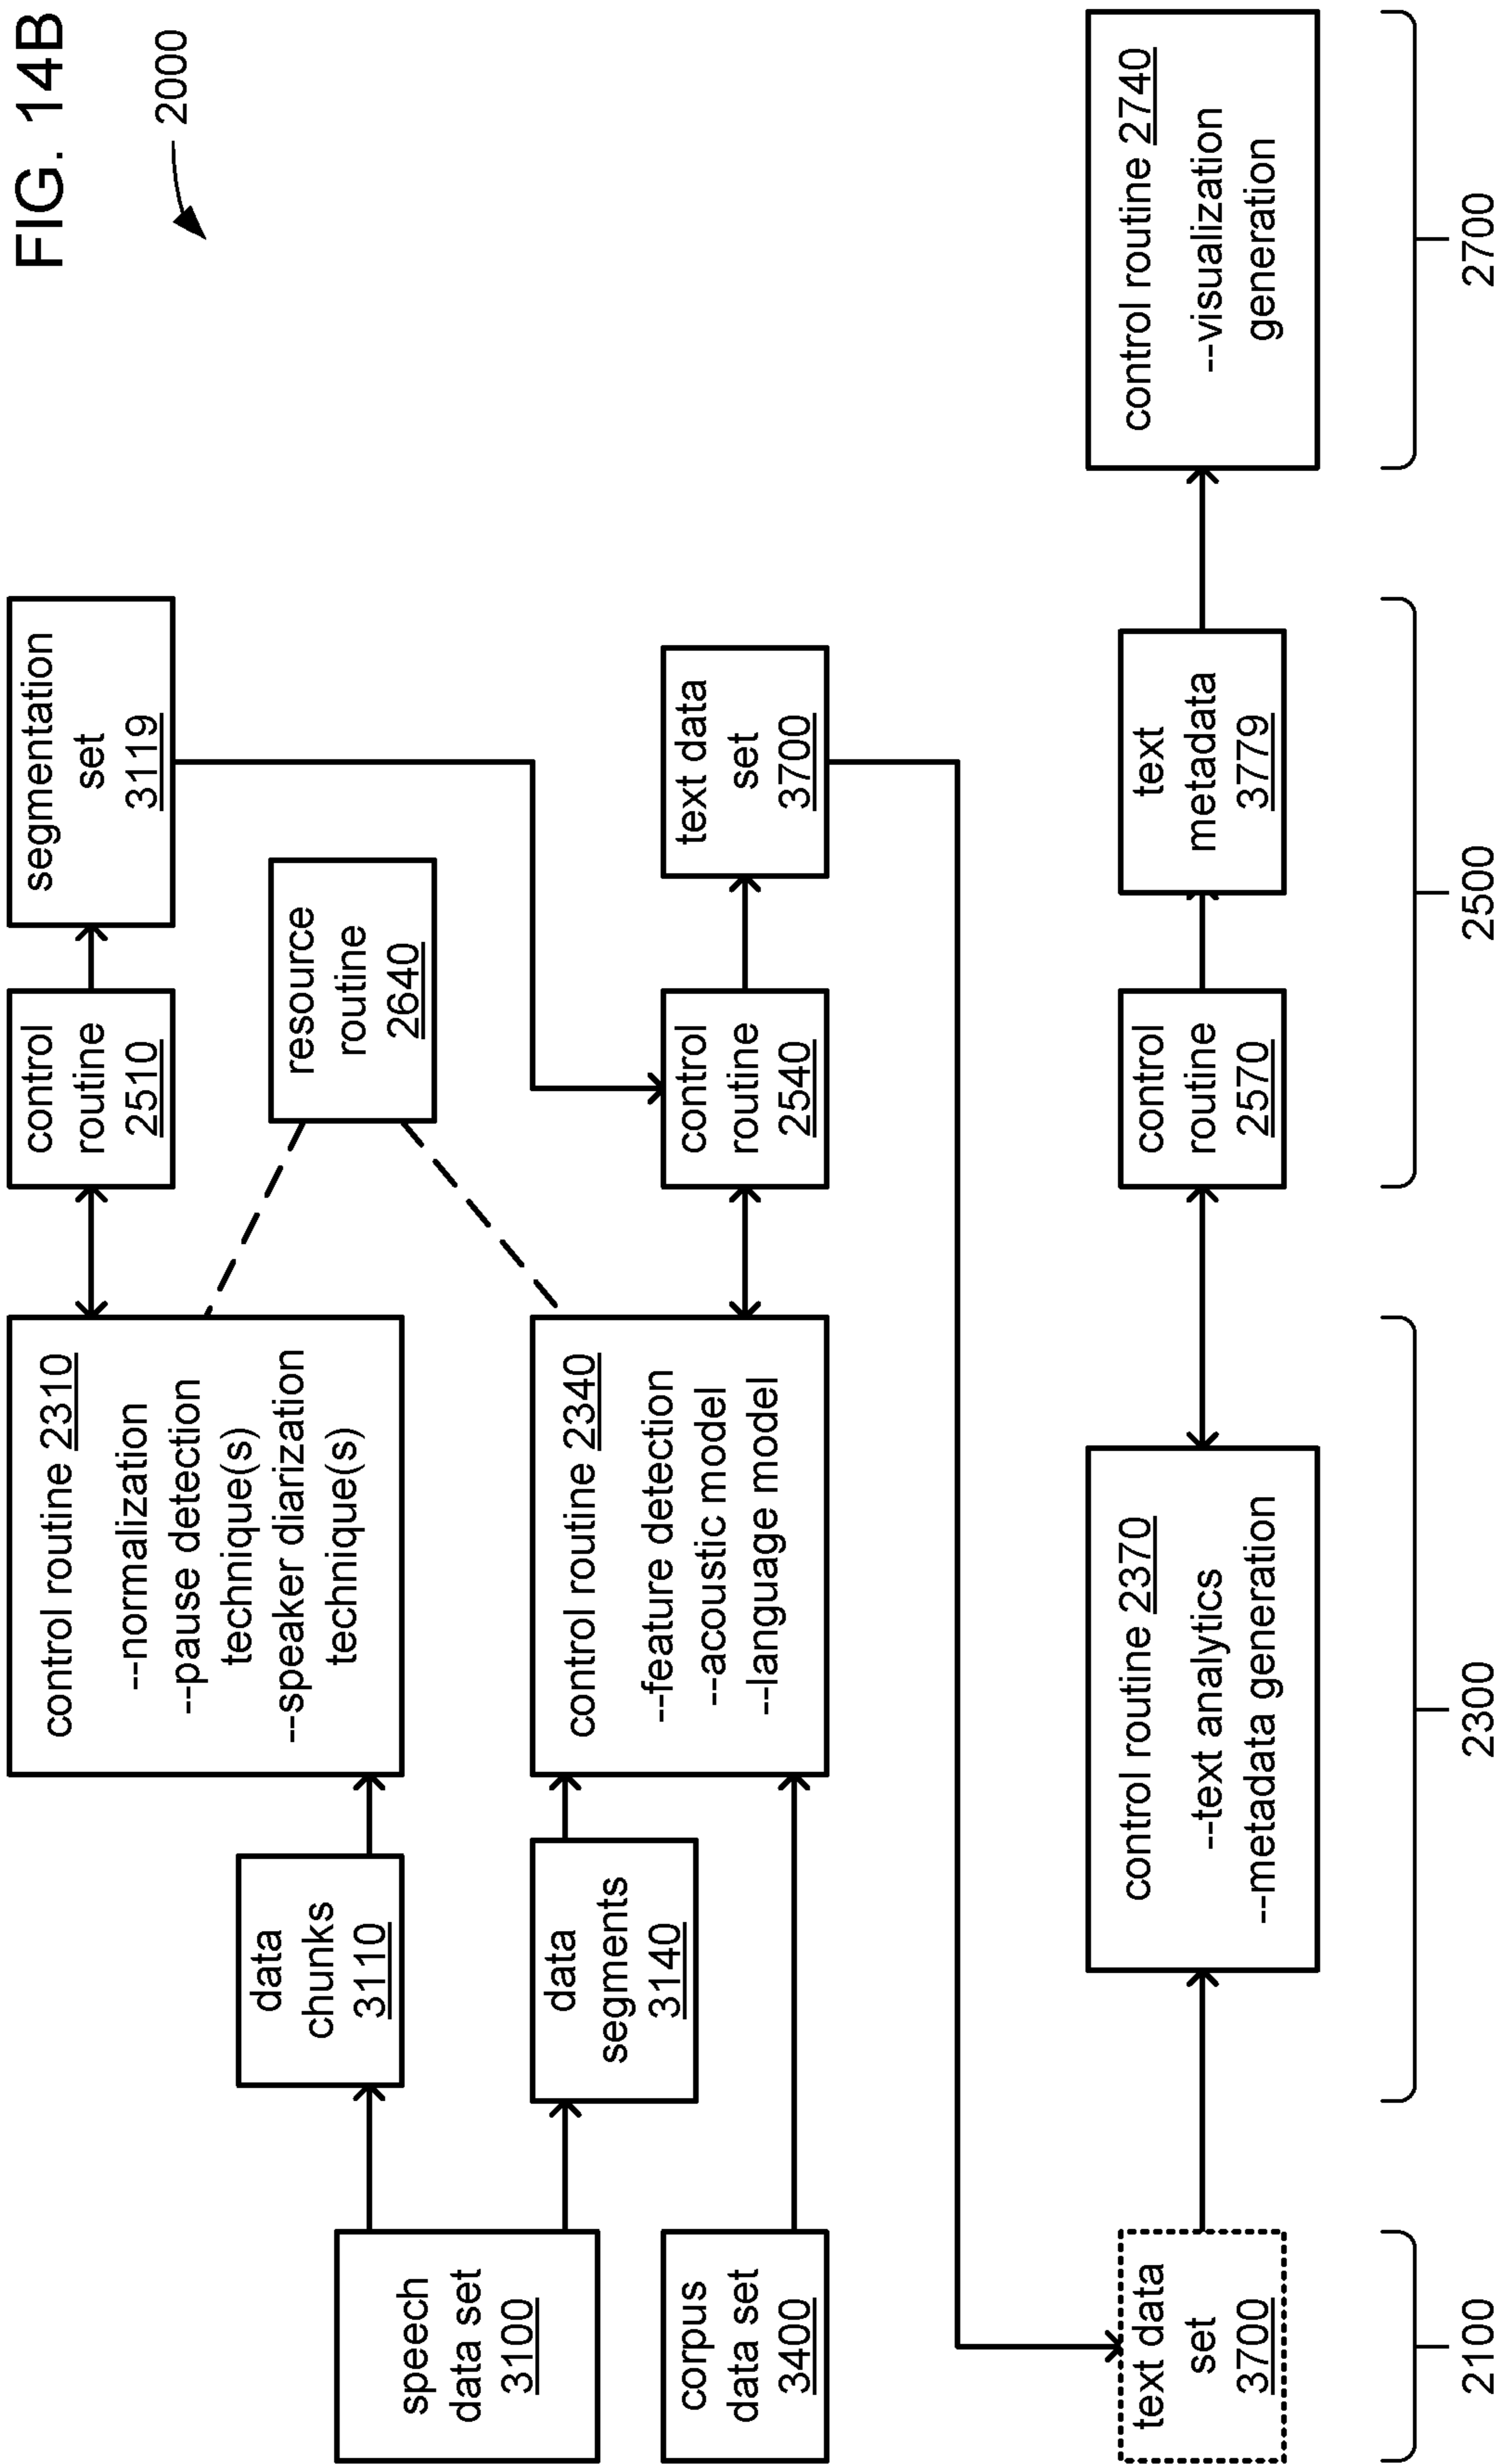 FIG. 14B
2000
speech
data set
3100
corpus
data set
3400
data
chunks
3110
data
segments
3140
control routine 2310
--normalization
--pause detection
technique(s)
--speaker diarization
technique(s)
control routine 2340
--feature detection
--acoustic model
--language model
control
routine
2510
segmentation
set
3119
resource
routine
2640
control
routine
2540
text data
set
3700
text data
set
3700
control routine 2370
--text analytics
--metadata generation
control
routine
2570
text
metadata
3779
control routine 2740
--visualization
generation
2100
2300
2500
2700